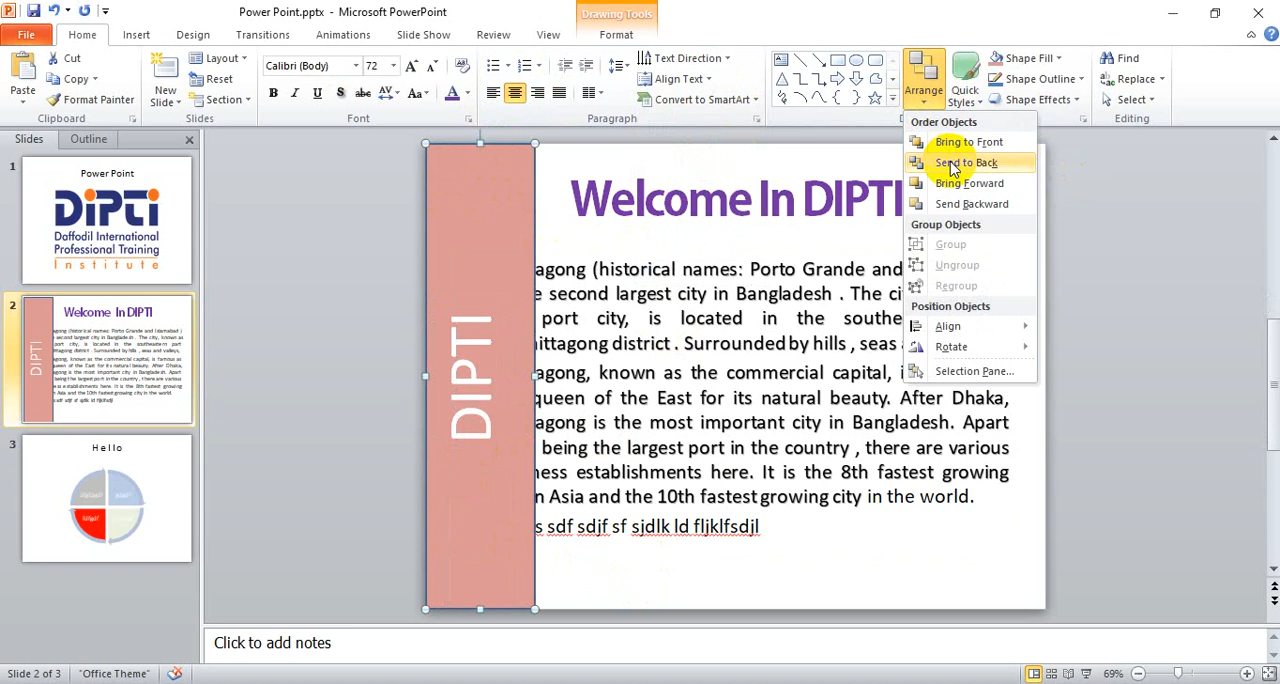 Power Point.pptx - Microsoft PowerPoint
Drawing Tools
File Home Insert Design Transitions Animations Slide Show Review View Format
Paste
Cut
Copy
Format Painter
Clipboard
New
Slide
Layout
Reset
Section
Slides
Calibri (Body) 72
B I U S abc AV Aa A
Font
Text Direction
Align Text
Convert to SmartArt
Paragraph
Arrange
Quick
Styles
Shape Fill
Shape Outline
Shape Effects
D
Find
Replace
Select
Editing
Order Objects
Bring to Front
Send to Back
Bring Forward
Send Backward
Group Objects
Group
Ungroup
Regroup
Position Objects
Align
Rotate
Selection Pane...
Slides Outline
1
Power Point
DIPTI
Daffodil International
Professional Training
Institute
2
Welcome In DIPTI
DIPTI
3
Hello
Welcome In DIPTI
DIPTI
agong (historical names: Porto Grande and
e second largest city in Bangladesh . The ci
port city, is located in the southe
ittagong district . Surrounded by hills , seas
agong, known as the commercial capital, i
queen of the East for its natural beauty. After Dhaka,
agong is the most important city in Bangladesh. Apart
being the largest port in the country , there are various
ness establishments here. It is the 8th fastest growing
n Asia and the 10th fastest growing city in the world.
s sdf sdjf sf sjdlk ld fljklfsdjl
Click to add notes
Slide 2 of 3 "Office Theme" 69%